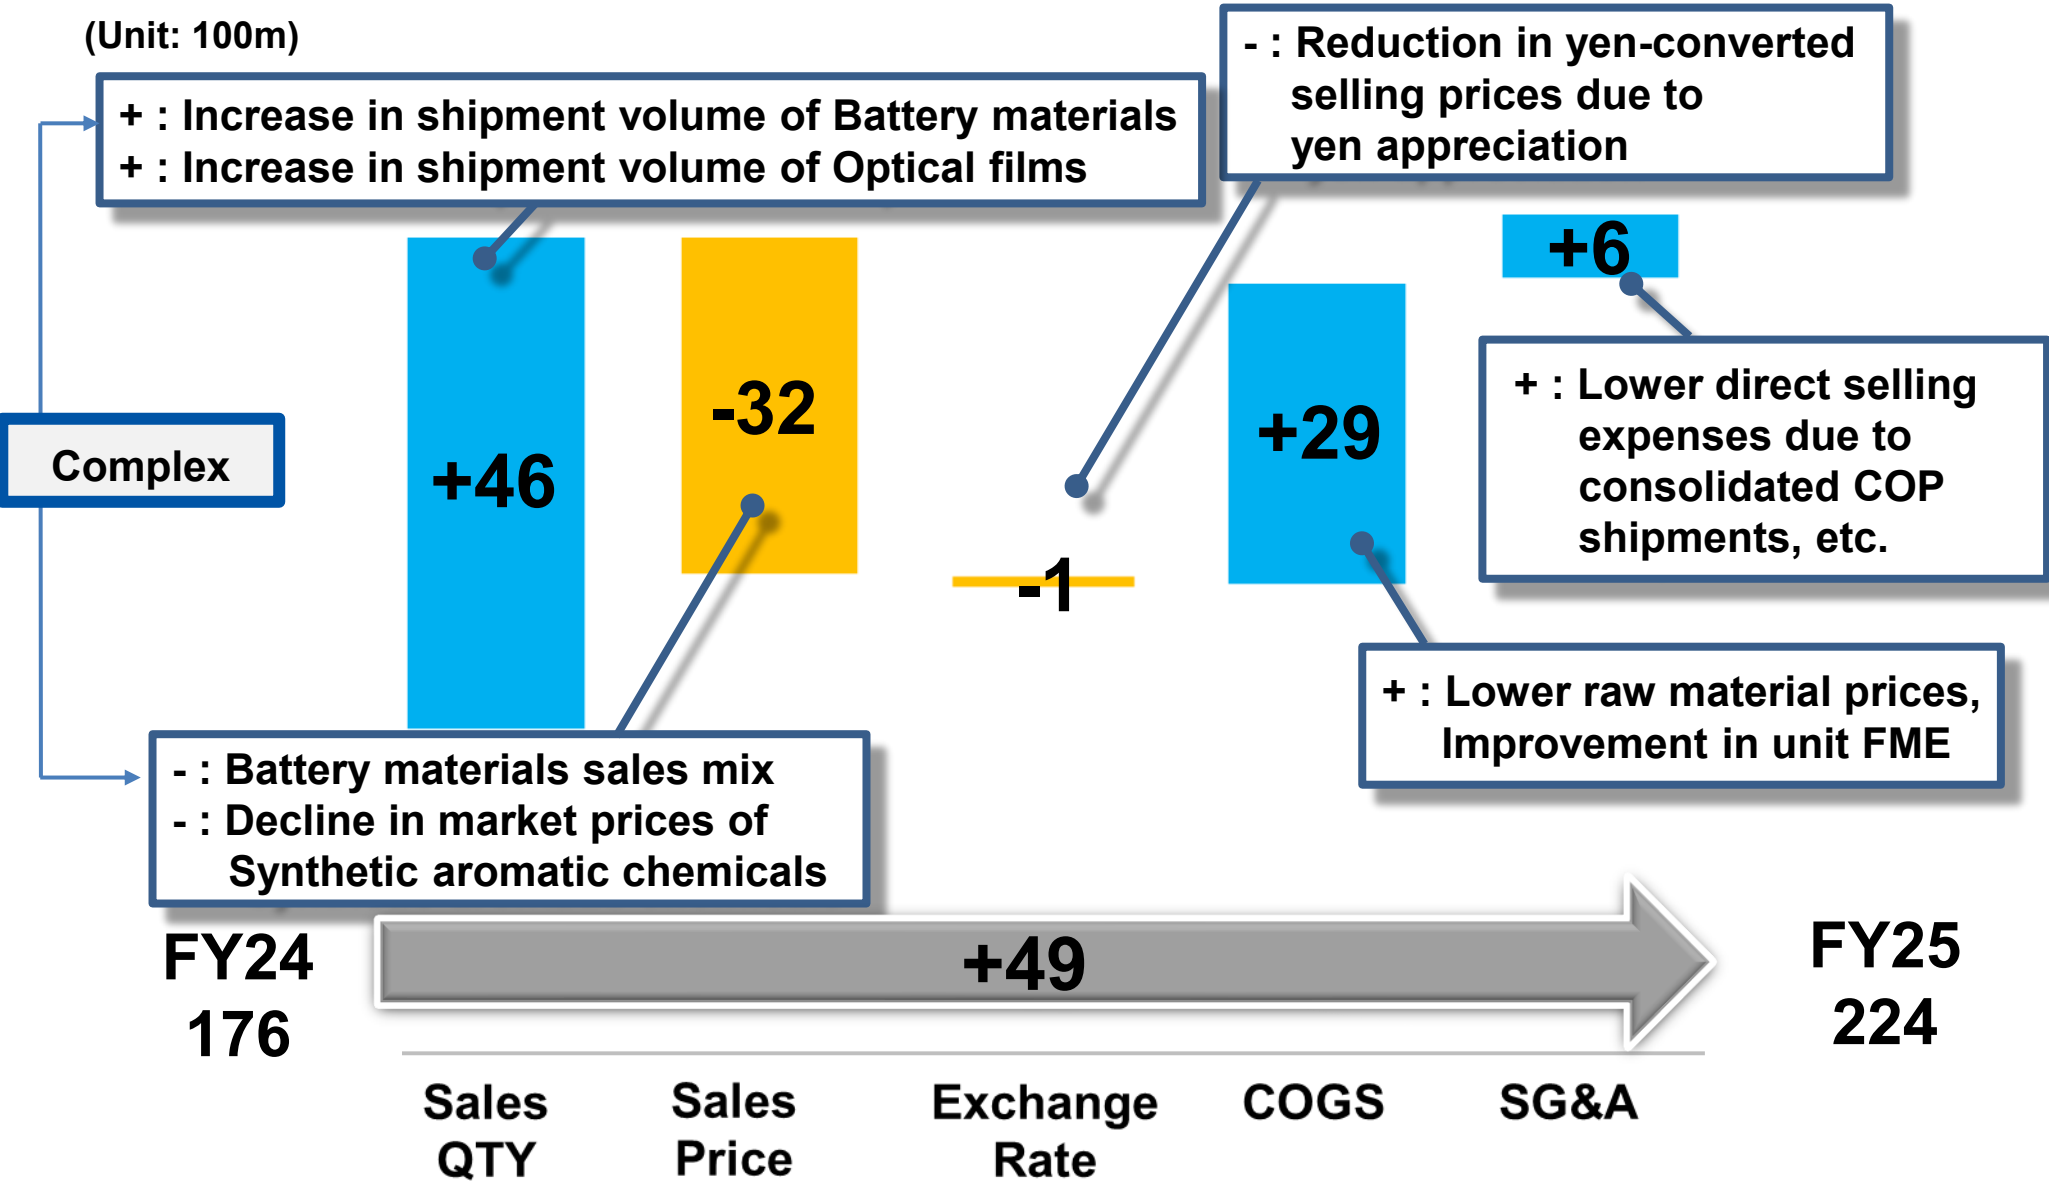 (Unit: 100m)
+ : Increase in shipment volume of Battery materials
+ : Increase in shipment volume of Optical films
- : Reduction in yen-converted
selling prices due to
yen appreciation
+46
-32
-1
+29
+6
+ : Lower direct selling
expenses due to
consolidated COP
shipments, etc.
Complex
+ : Lower raw material prices,
Improvement in unit FME
- : Battery materials sales mix
- : Decline in market prices of
Synthetic aromatic chemicals
FY24
176
+49
FY25
224
Sales
QTY
Sales
Price
Exchange
Rate
COGS
SG&A